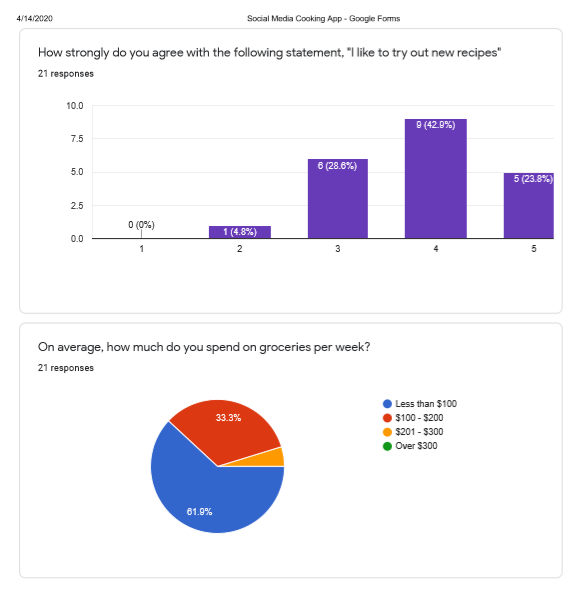 4/14/2020
Social Media Cooking App - Google Forms
How strongly do you agree with the following statement, "I like to try out new recipes"
21 responses
10.0
7.5
5.0
2.5
0.0
0 (0%)
1 (4.8%)
6 (28.6%)
9 (42.9%)
5 (23.8%)
1
2
3
4
5
On average, how much do you spend on groceries per week?
21 responses
33.3%
61.9%
Less than $100
$100 - $200
$201 - $300
Over $300